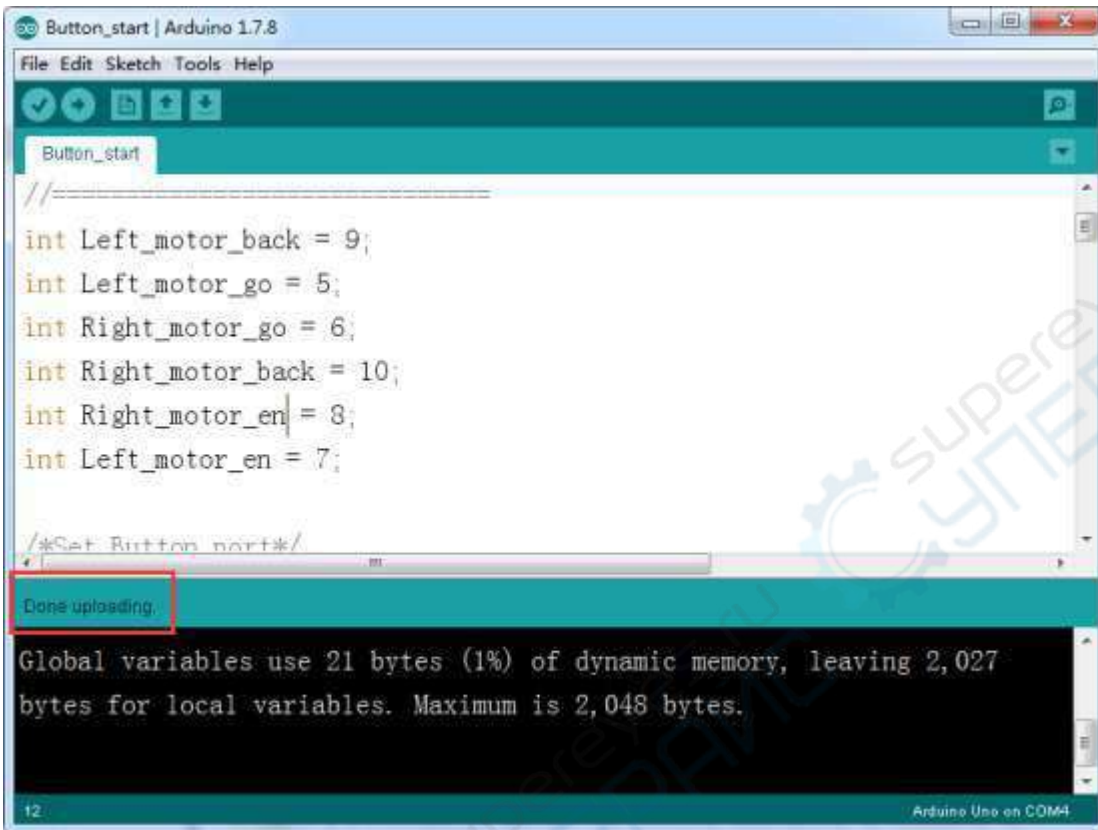 Button_start | Arduino 1.7.8
File Edit Sketch Tools Help
Button_start
//==============================
int Left_motor_back = 9;
int Left_motor_go = 5;
int Right_motor_go = 6;
int Right_motor_back = 10;
int Right_motor_en = 8;
int Left_motor_en = 7;
/*Set Button port*/
Done uploading.
Global variables use 21 bytes (1%) of dynamic memory, leaving 2,027
bytes for local variables. Maximum is 2,048 bytes.
12
Arduino Uno on COM4